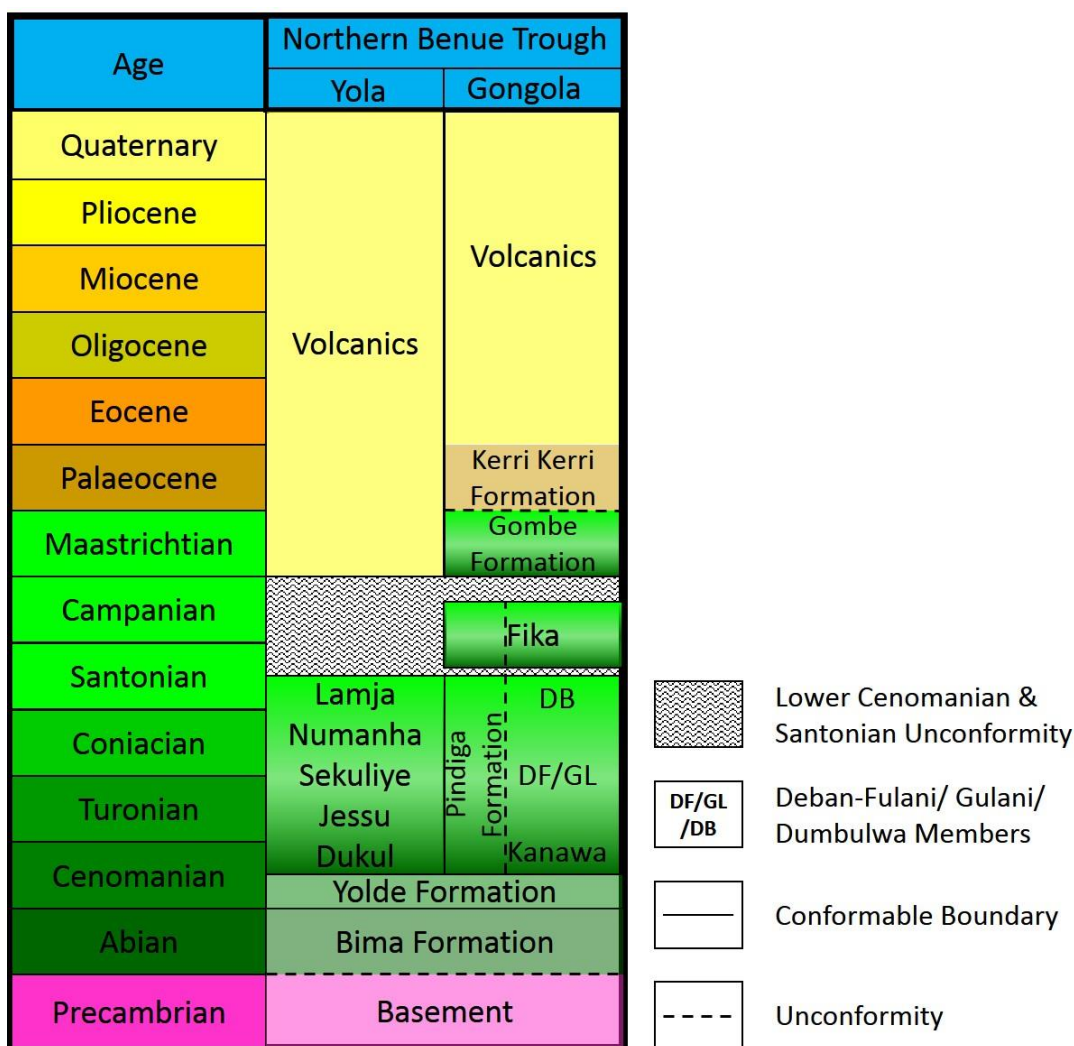 Age
Northern Benue Trough
Yola
Gongola
Quaternary
Pliocene
Miocene
Oligocene
Eocene
Palaeocene
Maastrichtian
Campanian
Santonian
Coniacian
Turonian
Cenomanian
Abian
Precambrian
Volcanics
Volcanics
Kerri Kerri
Formation
Gombe
Formation
Fika
Lamja
Numanha
Sekuliye
Jessu
Dukul
Pindiga
Formation
DB
DF/GL
Kanawa
Yolde Formation
Bima Formation
Basement
Lower Cenomanian &
Santonian Unconformity
DF/GL
/DB
Deban-Fulani/ Gulani/
Dumbulwa Members
Conformable Boundary
Unconformity